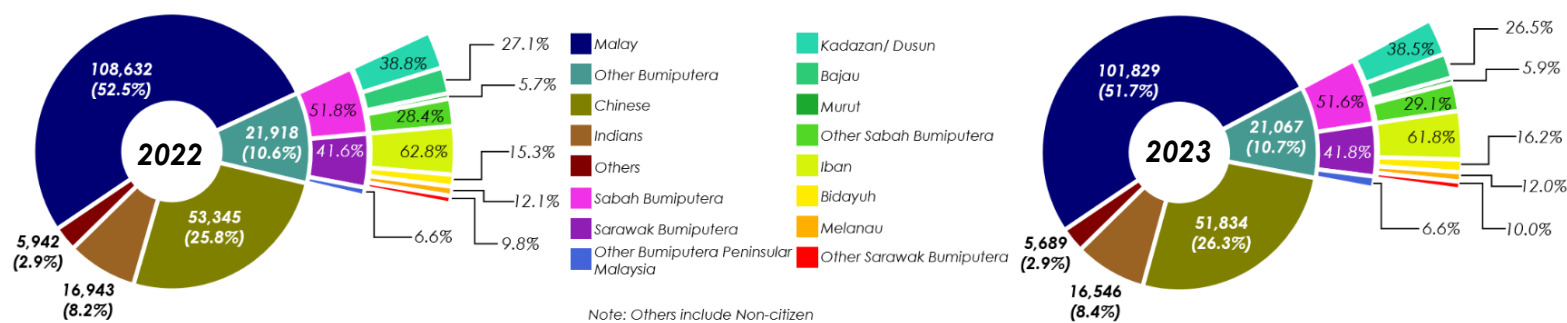 108,632
(52.5%)
21,918
(10.6%)
53,345
(25.8%)
16,943
(8.2%)
5,942
(2.9%)
2022
51.8%
41.6%
6.6%
38.8%
27.1%
5.7%
28.4%
62.8%
15.3%
12.1%
9.8%
Malay
Other Bumiputera
Chinese
Indians
Others
Sabah Bumiputera
Sarawak Bumiputera
Other Bumiputera Peninsular
Malaysia
Kadazan/ Dusun
Bajau
Murut
Other Sabah Bumiputera
Iban
Bidayuh
Melanau
Other Sarawak Bumiputera
Note: Others include Non-citizen
101,829
(51.7%)
21,067
(10.7%)
51,834
(26.3%)
16,546
(8.4%)
5,689
(2.9%)
2023
51.6%
41.8%
6.6%
38.5%
26.5%
5.9%
29.1%
61.8%
16.2%
12.0%
10.0%